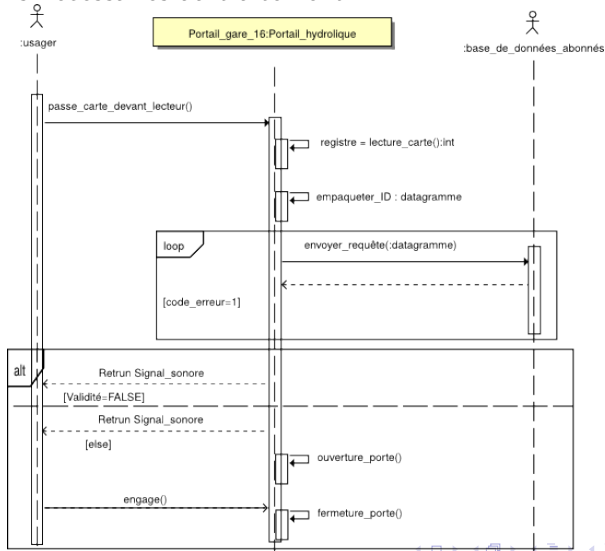 :usager
Portail_gare_16:Portail_hydrolique
:base_de_données_abonnés
passe_carte_devant_lecteur()
registre = lecture_carte():int
empaqueter_ID : datagramme
loop
envoyer_requête(:datagramme)
[code_erreur=1]
alt
Retrun Signal_sonore
[Validité=FALSE]
Retrun Signal_sonore
[else]
ouverture_porte()
engage()
fermeture_porte()